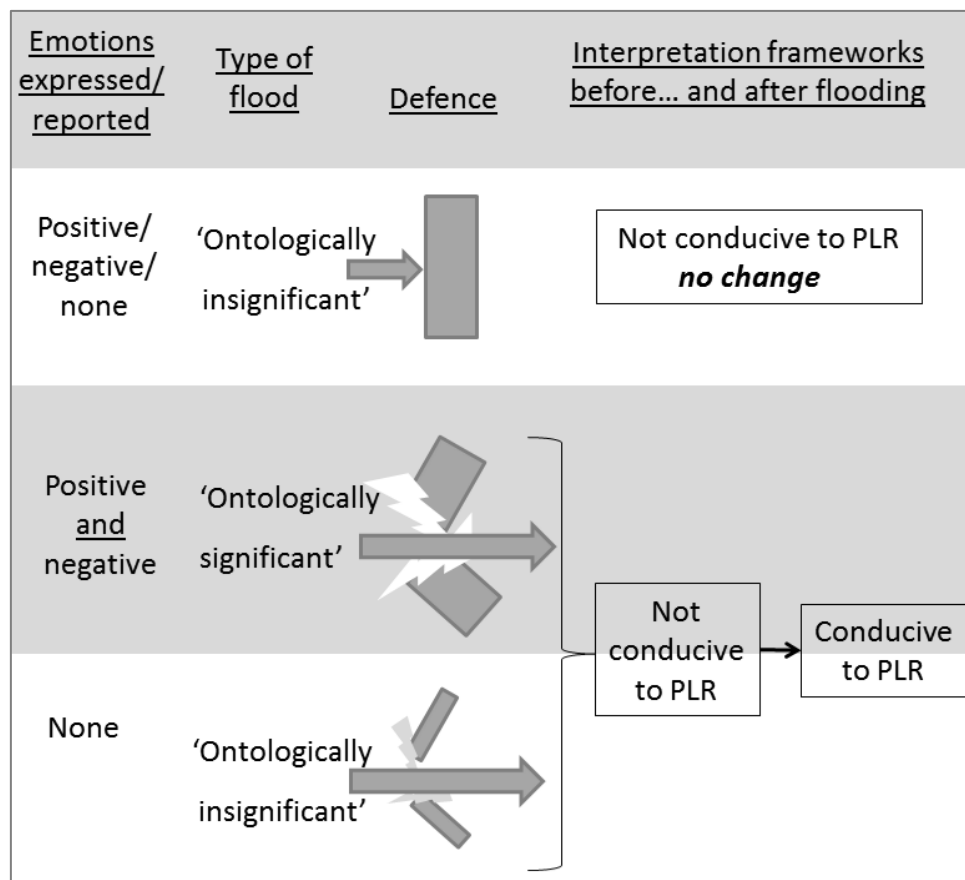 Emotions
expressed/
reported
Type of
flood
Defence
Interpretation frameworks
before... and after flooding
Positive/
negative/
none
‘Ontologically
insignificant’
Not conducive to PLR
no change
Positive
and
negative
‘Ontologically
significant’
Not
conducive
to PLR
Conducive
to PLR
None
‘Ontologically
insignificant’